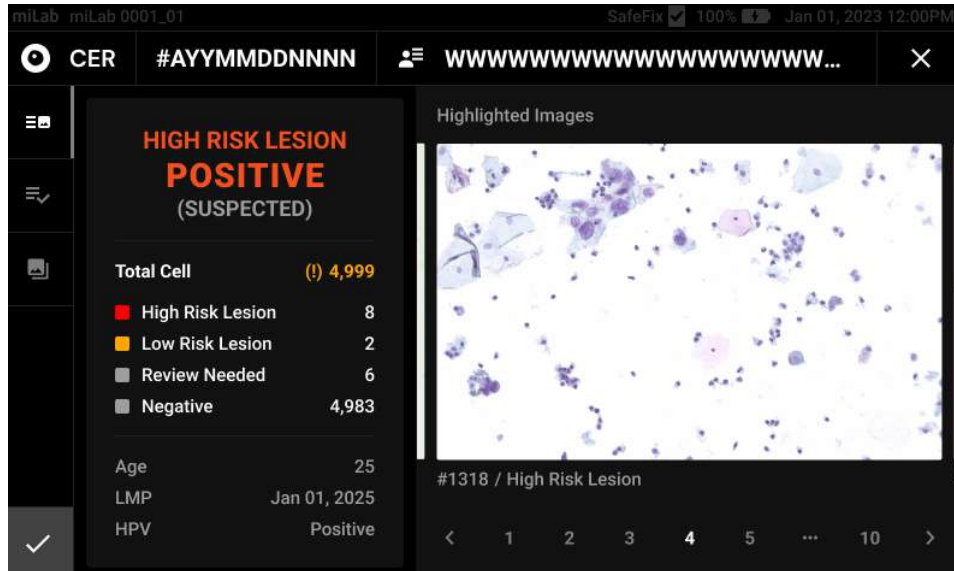 miLab miLab 0001_01 SafeFix 100% Jan 01, 2023 12:00PM
CER #AYYMMDDNNNN WWWWWWWWWWWWWWWWWW...
HIGH RISK LESION
POSITIVE
(SUSPECTED)
Total Cell (!) 4,999
High Risk Lesion 8
Low Risk Lesion 2
Review Needed 6
Negative 4,983
Age 25
LMP Jan 01, 2025
HPV Positive
Highlighted Images
#1318 / High Risk Lesion
< 1 2 3 4 5 ... 10 >